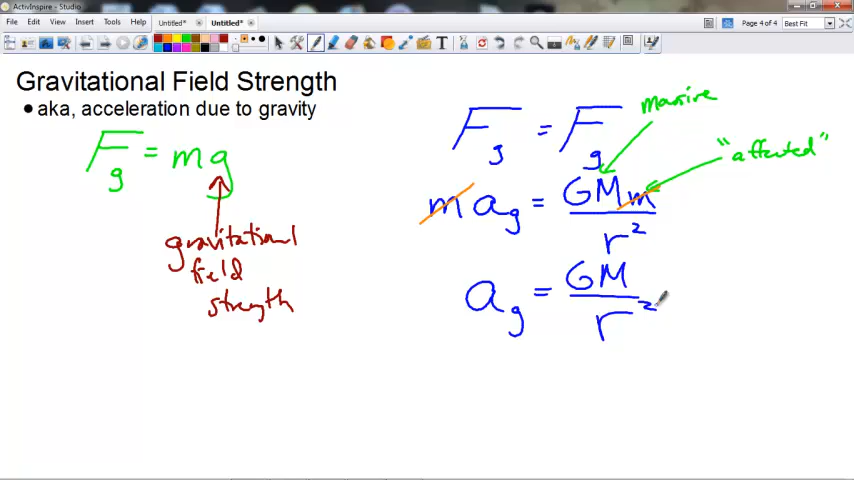 ActivInspire - Studio
File Edit View Insert Tools Help Untitled* Untitled* Page 4 of 4 Best Fit
Gravitational Field Strength
• aka, acceleration due to gravity
Fg = mg
gravitational
field
strength
massive
"affected"
Fg = Fg
m ag = GMm / r²
ag = GM / r²